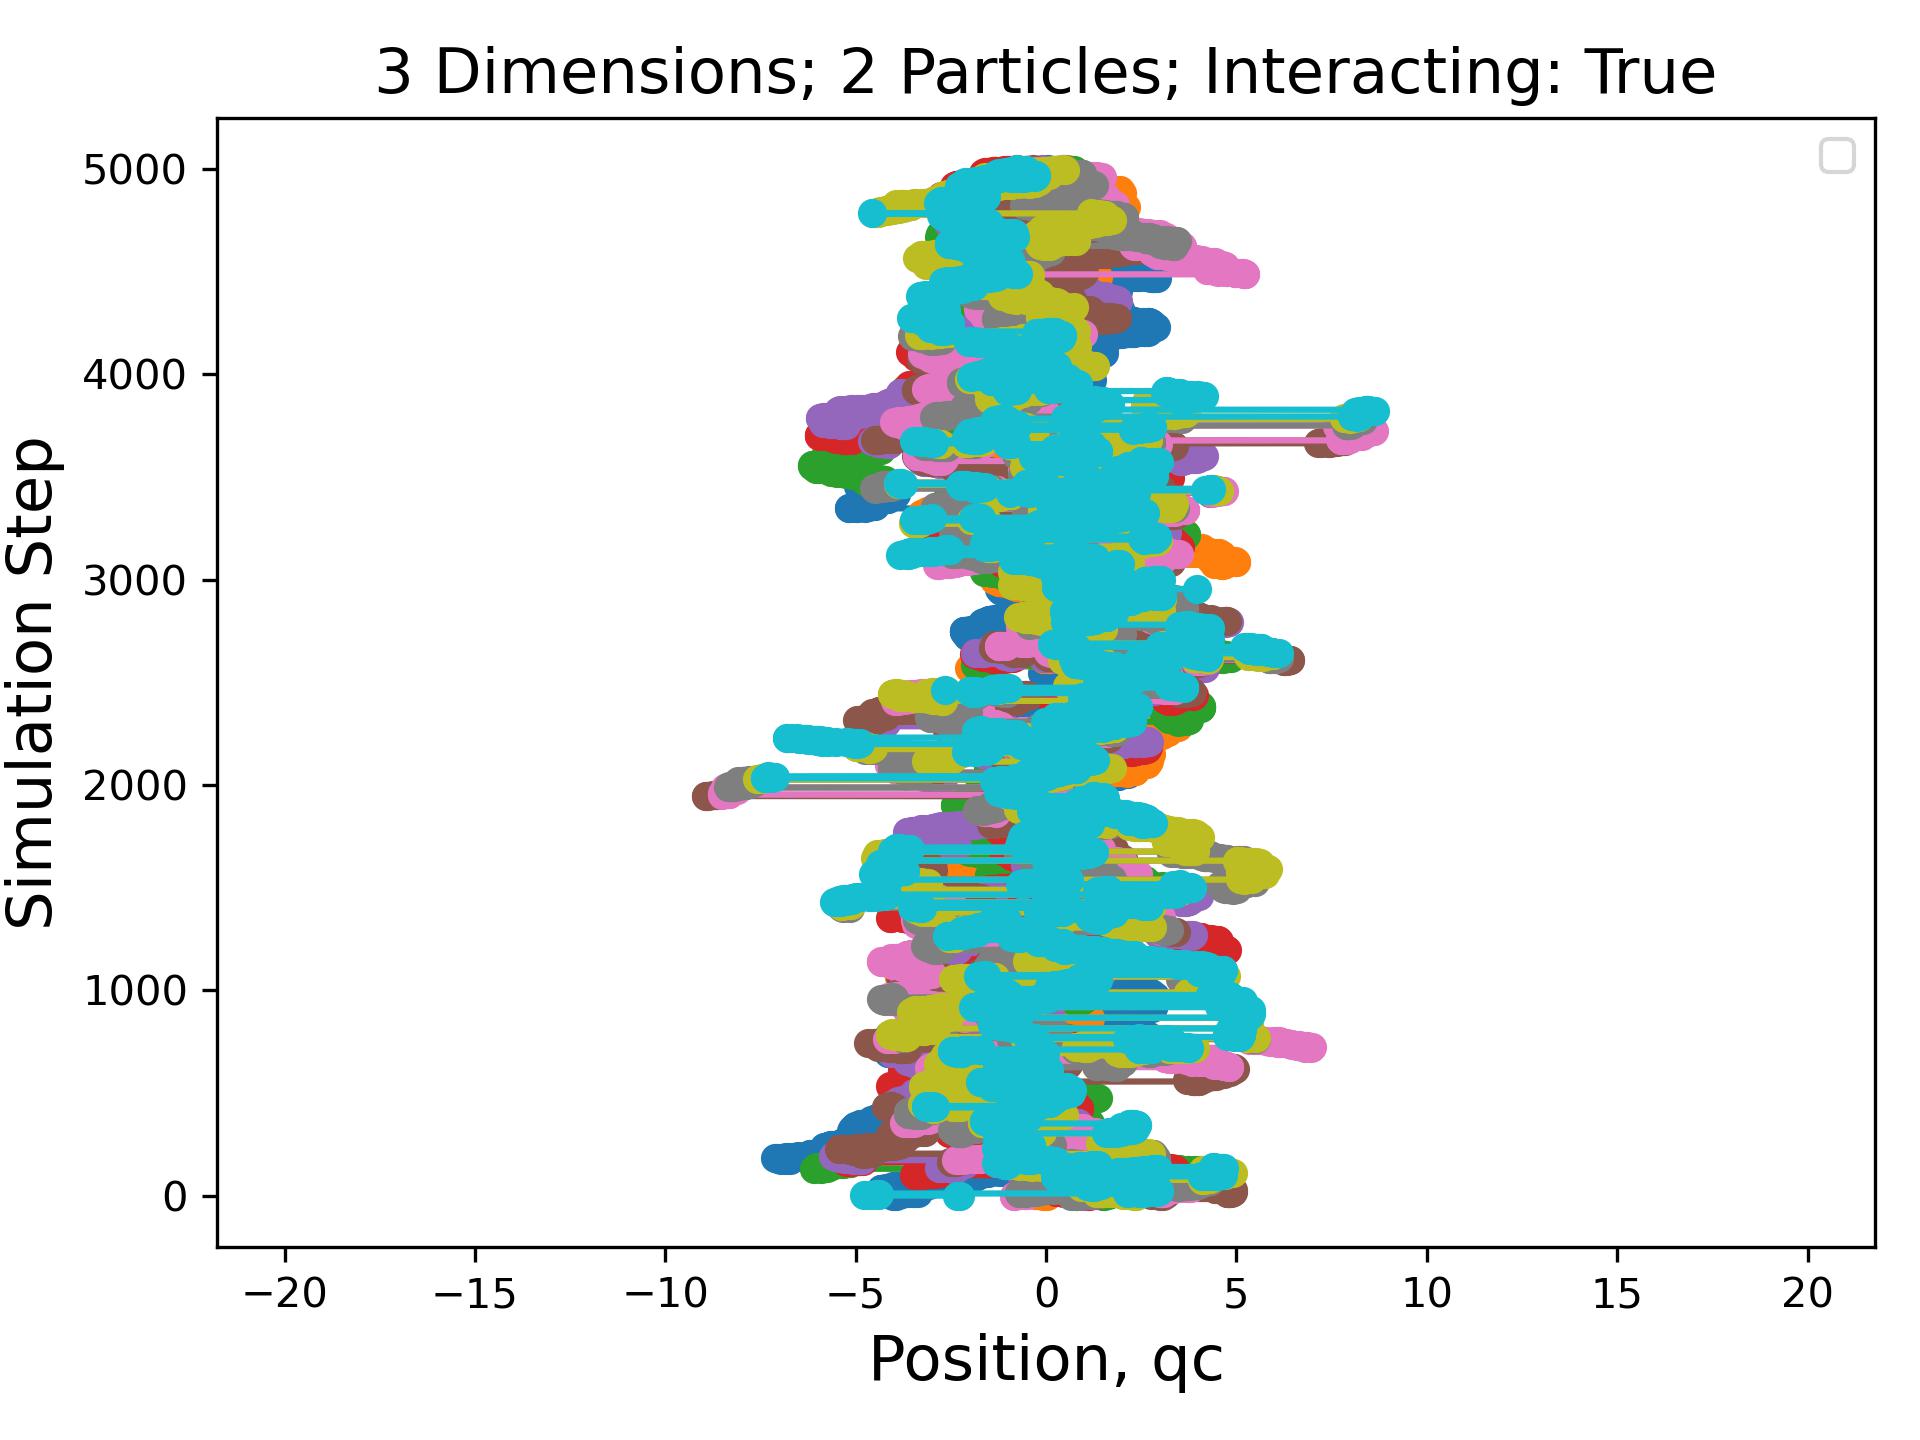 3 Dimensions; 2 Particles; Interacting: True
5000
4000
3000
2000
1000
0
Simulation Step
−20 −15 −10 −5 0 5 10 15 20
Position, qc